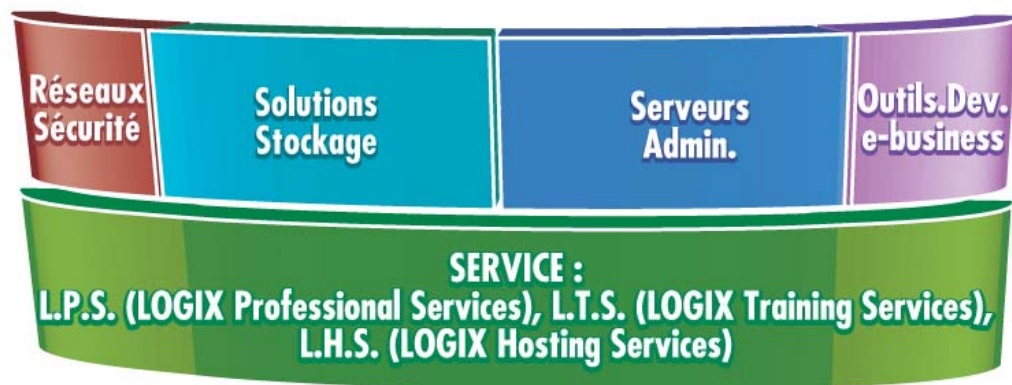 Réseaux
Sécurité
Solutions
Stockage
Serveurs
Admin.
Outils.Dev.
e-business
SERVICE :
L.P.S. (LOGIX Professional Services), L.T.S. (LOGIX Training Services),
L.H.S. (LOGIX Hosting Services)